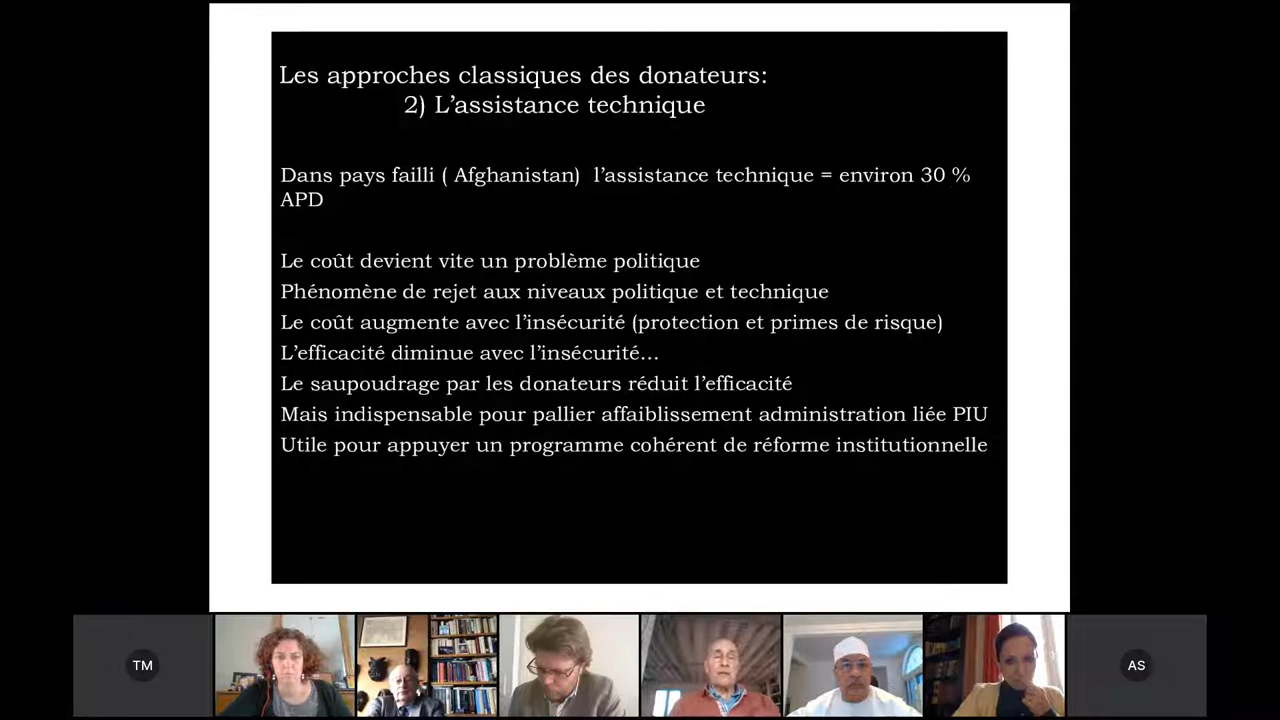 Les approches classiques des donateurs:
2) L’assistance technique
Dans pays failli ( Afghanistan)  l’assistance technique = environ 30 %
APD
Le coût devient vite un problème politique
Phénomène de rejet aux niveaux politique et technique
Le coût augmente avec l’insécurité (protection et primes de risque)
L’efficacité diminue avec l’insécurité…
Le saupoudrage par les donateurs réduit l’efficacité
Mais indispensable pour pallier affaiblissement administration liée PIU
Utile pour appuyer un programme cohérent de réforme institutionnelle
TM
AS